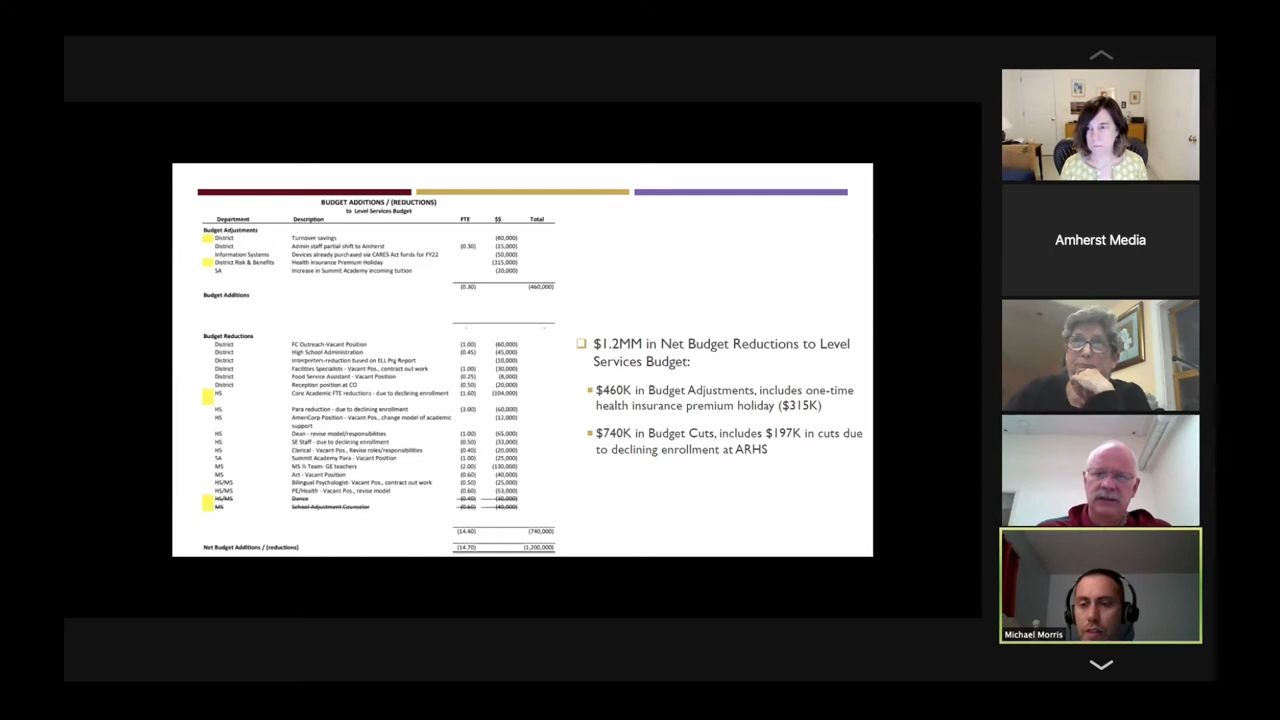 BUDGET ADDITIONS / (REDUCTIONS)
to Level Services Budget
Department Description FTE $$ Total
Budget Adjustments
District Turnover savings (60,000)
District Admin staff partial shift to Amherst (0.30) (15,000)
Information Systems Devices already purchased via CARES Act funds for FY22 (50,000)
District Risk & Benefits Health Insurance Premium Holiday (315,000)
SA Increase in Summit Academy incoming tuition (20,000)
(0.30) (460,000)
Budget Additions
- -
Budget Reductions
District FC Outreach-Vacant Position (1.00) (60,000)
District High School Administration (0.45) (45,000)
District Interpreters-reduction based on ELL Prg Report (10,000)
District Facilities Specialists - Vacant Pos., contract out work (1.00) (30,000)
District Food Service Assistant - Vacant Position (0.25) (8,000)
District Reception position at CO (0.50) (20,000)
HS Core Academic FTE reductions - due to declining enrollment (1.60) (104,000)
HS Para reduction - due to declining enrollment (3.00) (60,000)
HS AmeriCorp Position - Vacant Pos., change model of academic (12,000)
support
HS Dean - revise model/responsibilities (1.00) (65,000)
HS SE Staff - due to declining enrollment (0.50) (33,000)
HS Clerical - Vacant Pos., Revise roles/responsibilities (0.40) (20,000)
SA Summit Academy Para - Vacant Position (1.00) (25,000)
MS MS ½ Team- GE teachers (2.00) (130,000)
MS Art - Vacant Position (0.60) (40,000)
HS/MS Bilingual Psychologist- Vacant Pos., contract out work (0.50) (25,000)
HS/MS PE/Health - Vacant Pos., revise model (0.60) (53,000)
HS/MS Dance (0.40) (30,000)
MS School Adjustment Counselor (0.60) (40,000)
(14.40) (740,000)
Net Budget Additions / (reductions) (14.70) (1,200,000)
$1.2MM in Net Budget Reductions to Level
Services Budget:
$460K in Budget Adjustments, includes one-time
health insurance premium holiday ($315K)
$740K in Budget Cuts, includes $197K in cuts due
to declining enrollment at ARHS
Amherst Media
Michael Morris